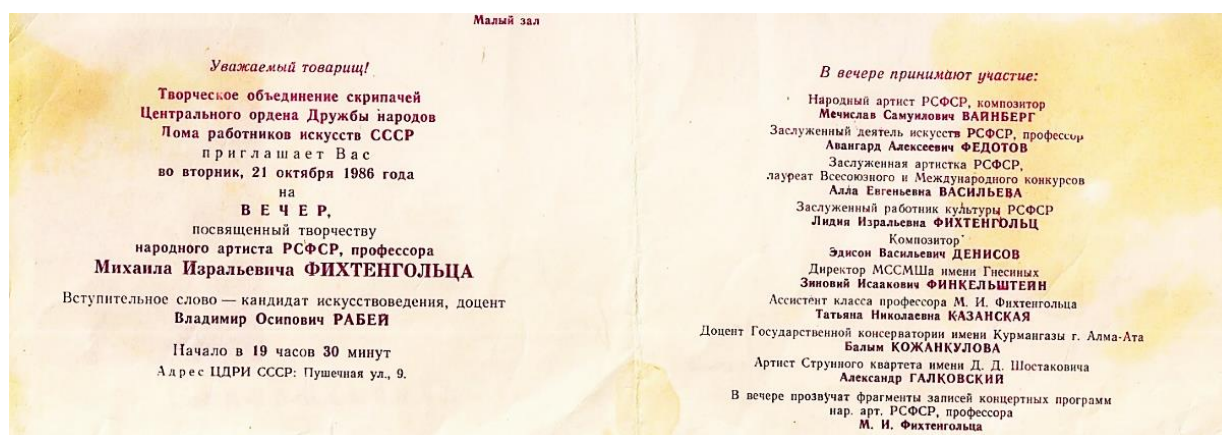 Малый зал
Уважаемый товарищ!
Творческое объединение скрипачей
Центрального ордена Дружбы народов
Дома работников искусств СССР
приглашает Вас
во вторник, 21 октября 1986 года
на
ВЕЧЕР,
посвященный творчеству
народного артиста РСФСР, профессора
Михаила Изральевича ФИХТЕНГОЛЬЦА
Вступительное слово — кандидат искусствоведения, доцент
Владимир Осипович РАБЕЙ
Начало в 19 часов 30 минут
Адрес ЦДРИ СССР: Пушечная ул., 9.
В вечере принимают участие:
Народный артист РСФСР, композитор
Мечислав Самуилович ВАЙНБЕРГ
Заслуженный деятель искусств РСФСР, профессор
Авангард Алексеевич ФЕДОТОВ
Заслуженная артистка РСФСР,
лауреат Всесоюзного и Международного конкурсов
Алла Евгеньевна ВАСИЛЬЕВА
Заслуженный работник культуры РСФСР
Лидия Изральевна ФИХТЕНГОЛЬЦ
Композитор
Эдисон Васильевич ДЕНИСОВ
Директор МССМШа имени Гнесиных
Зиновий Исаакович ФИНКЕЛЬШТЕЙН
Ассистент класса профессора М. И. Фихтенгольца
Татьяна Николаевна КАЗАНСКАЯ
Доцент Государственной консерватории имени Курмангазы г. Алма-Ата
Балым КОЖАНКУЛОВА
Артист Струнного квартета имени Д. Д. Шостаковича
Александр ГАЛКОВСКИЙ
В вечере прозвучат фрагменты записей концертных программ
нар. арт. РСФСР, профессора
М. И. Фихтенгольца